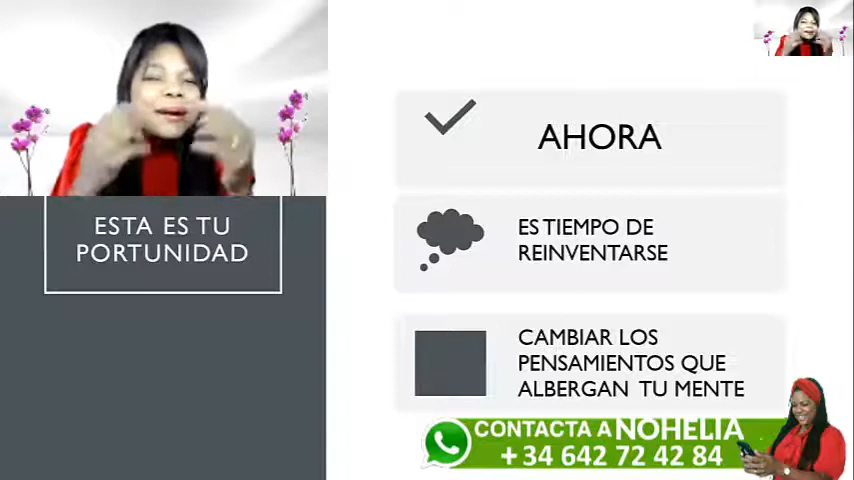 ESTA ES TU
PORTUNIDAD
AHORA
ES TIEMPO DE
REINVENTARSE
CAMBIAR LOS
PENSAMIENTOS QUE
ALBERGAN TU MENTE
CONTACTA A NOHELIA
+34 642 72 42 84